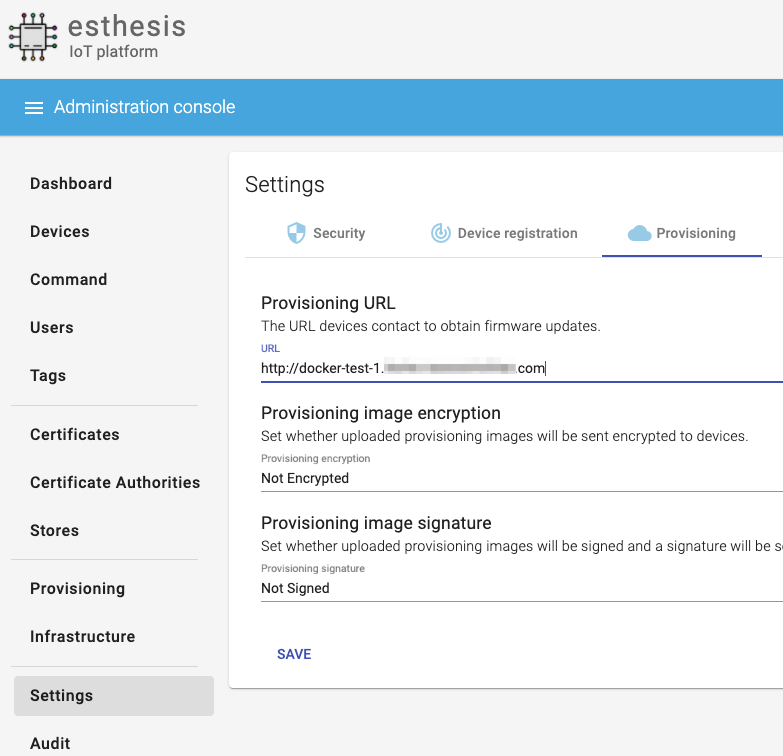 esthesis
IoT platform
Administration console
Dashboard
Devices
Command
Users
Tags
Certificates
Certificate Authorities
Stores
Provisioning
Infrastructure
Settings
Audit
Settings
Security
Device registration
Provisioning
Provisioning URL
The URL devices contact to obtain firmware updates.
URL
http://docker-test-1. .com
Provisioning image encryption
Set whether uploaded provisioning images will be sent encrypted to devices.
Provisioning encryption
Not Encrypted
Provisioning image signature
Set whether uploaded provisioning images will be signed and a signature will be
Provisioning signature
Not Signed
SAVE